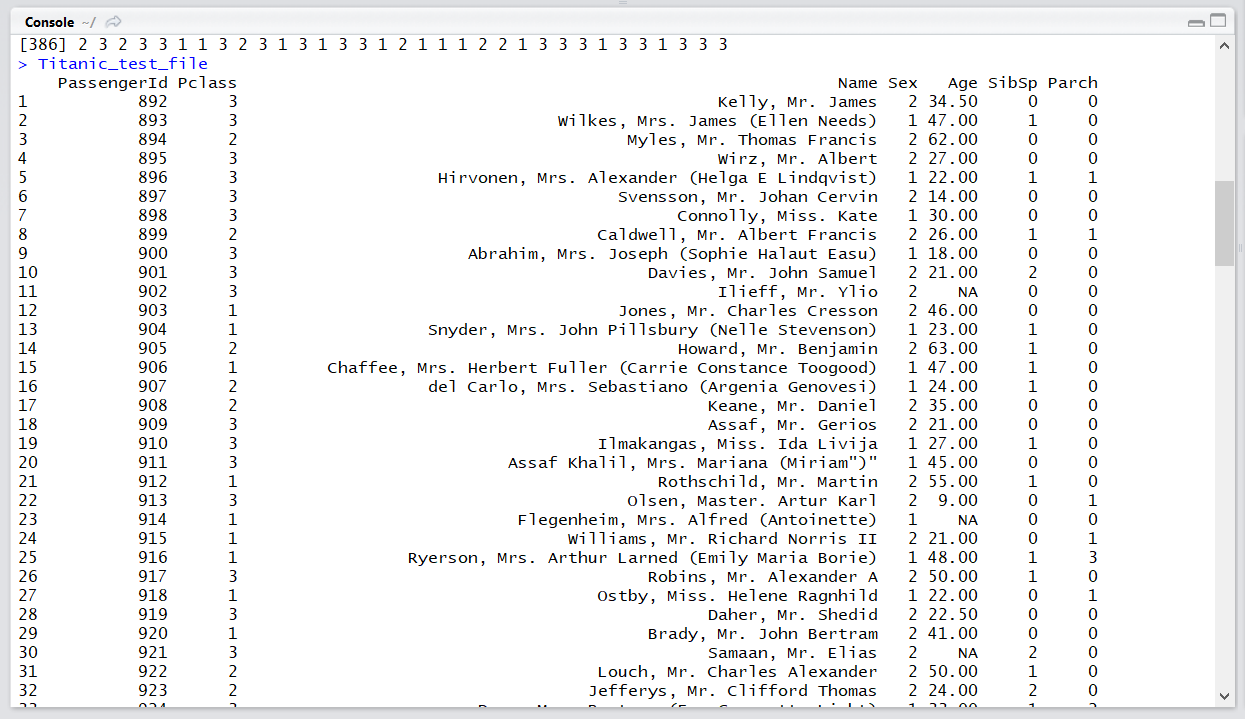 Console ~/
[386] 2 3 2 3 3 1 1 3 2 3 1 3 1 3 3 1 2 1 1 1 2 2 1 3 3 3 1 3 3 1 3 3 3
> Titanic_test_file
PassengerId Pclass Name Sex Age SibSp Parch
1 892 3 Kelly, Mr. James 2 34.50 0 0
2 893 3 Wilkes, Mrs. James (Ellen Needs) 1 47.00 1 0
3 894 2 Myles, Mr. Thomas Francis 2 62.00 0 0
4 895 3 Wirz, Mr. Albert 2 27.00 0 0
5 896 3 Hirvonen, Mrs. Alexander (Helga E Lindqvist) 1 22.00 1 1
6 897 3 Svensson, Mr. Johan Cervin 2 14.00 0 0
7 898 3 Connolly, Miss. Kate 1 30.00 0 0
8 899 2 Caldwell, Mr. Albert Francis 2 26.00 1 1
9 900 3 Abrahim, Mrs. Joseph (Sophie Halaut Easu) 1 18.00 0 0
10 901 3 Davies, Mr. John Samuel 2 21.00 2 0
11 902 3 Ilieff, Mr. Ylio 2 NA 0 0
12 903 1 Jones, Mr. Charles Cresson 2 46.00 0 0
13 904 1 Snyder, Mrs. John Pillsbury (Nelle Stevenson) 1 23.00 1 0
14 905 2 Howard, Mr. Benjamin 2 63.00 1 0
15 906 1 Chaffee, Mrs. Herbert Fuller (Carrie Constance Toogood) 1 47.00 1 0
16 907 2 del Carlo, Mrs. Sebastiano (Argenia Genovesi) 1 24.00 1 0
17 908 2 Keane, Mr. Daniel 2 35.00 0 0
18 909 3 Assaf, Mr. Gerios 2 21.00 0 0
19 910 3 Ilmakangas, Miss. Ida Livija 1 27.00 1 0
20 911 3 Assaf Khalil, Mrs. Mariana (Miriam")" 1 45.00 0 0
21 912 1 Rothschild, Mr. Martin 2 55.00 1 0
22 913 3 Olsen, Master. Artur Karl 2 9.00 0 1
23 914 1 Flegenheim, Mrs. Alfred (Antoinette) 1 NA 0 0
24 915 1 Williams, Mr. Richard Norris II 2 21.00 0 1
25 916 1 Ryerson, Mrs. Arthur Larned (Emily Maria Borie) 1 48.00 1 3
26 917 3 Robins, Mr. Alexander A 2 50.00 1 0
27 918 1 Ostby, Miss. Helene Ragnhild 1 22.00 0 1
28 919 3 Daher, Mr. Shedid 2 22.50 0 0
29 920 1 Brady, Mr. John Bertram 2 41.00 0 0
30 921 3 Samaan, Mr. Elias 2 NA 2 0
31 922 2 Louch, Mr. Charles Alexander 2 50.00 1 0
32 923 2 Jefferys, Mr. Clifford Thomas 2 24.00 2 0